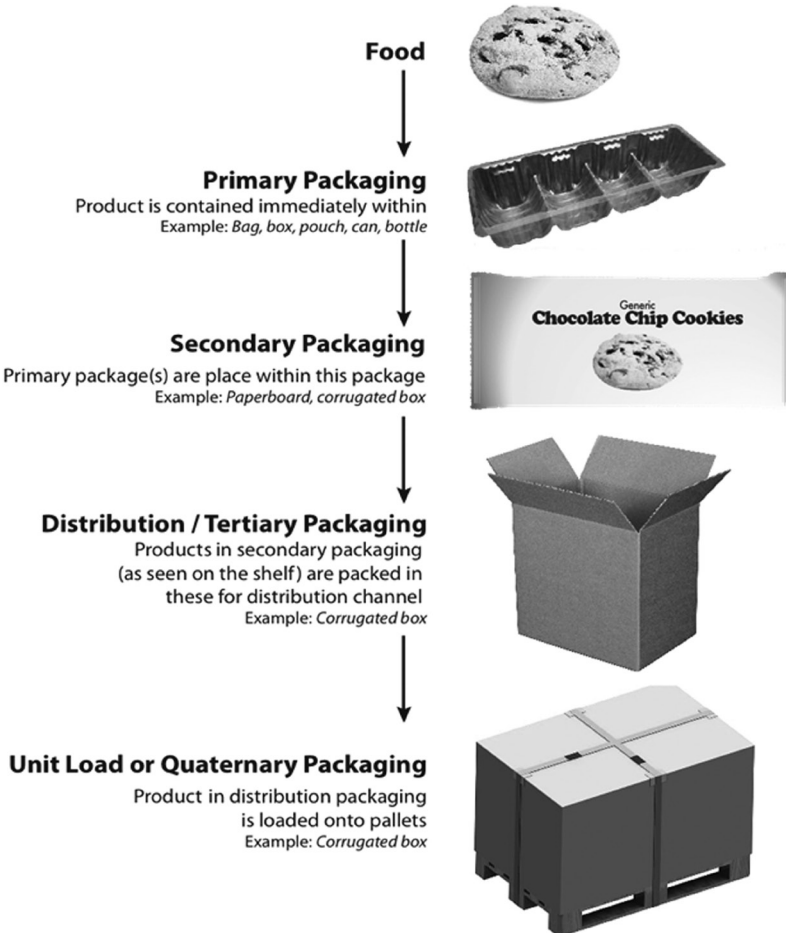 Food
Primary Packaging
Product is contained immediately within
Example: Bag, box, pouch, can, bottle
Generic
Chocolate Chip Cookies
Secondary Packaging
Primary package(s) are place within this package
Example: Paperboard, corrugated box
Distribution / Tertiary Packaging
Products in secondary packaging
(as seen on the shelf) are packed in
these for distribution channel
Example: Corrugated box
Unit Load or Quaternary Packaging
Product in distribution packaging
is loaded onto pallets
Example: Corrugated box